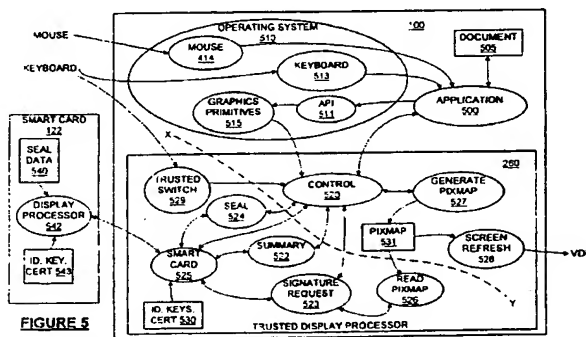 OPERATING SYSTEM
510
100
MOUSE
MOUSE
414
DOCUMENT
505
KEYBOARD
KEYBOARD
513
API
511
APPLICATION
500
GRAPHICS
PRIMITIVES
515
SMART CARD
122
X
260
SEAL
DATA
540
TRUSTED
SWITCH
529
CONTROL
520
GENERATE
PIXMAP
527
SEAL
524
DISPLAY
PROCESSOR
542
PIXMAP
531
SCREEN
REFRESH
528
SUMMARY
522
SMART
CARD
525
ID. KEY.
CERT 543
SIGNATURE
REQUEST
523
READ
PIXMAP
526
Y
ID. KEYS.
CERT 530
FIGURE 5
TRUSTED DISPLAY PROCESSOR